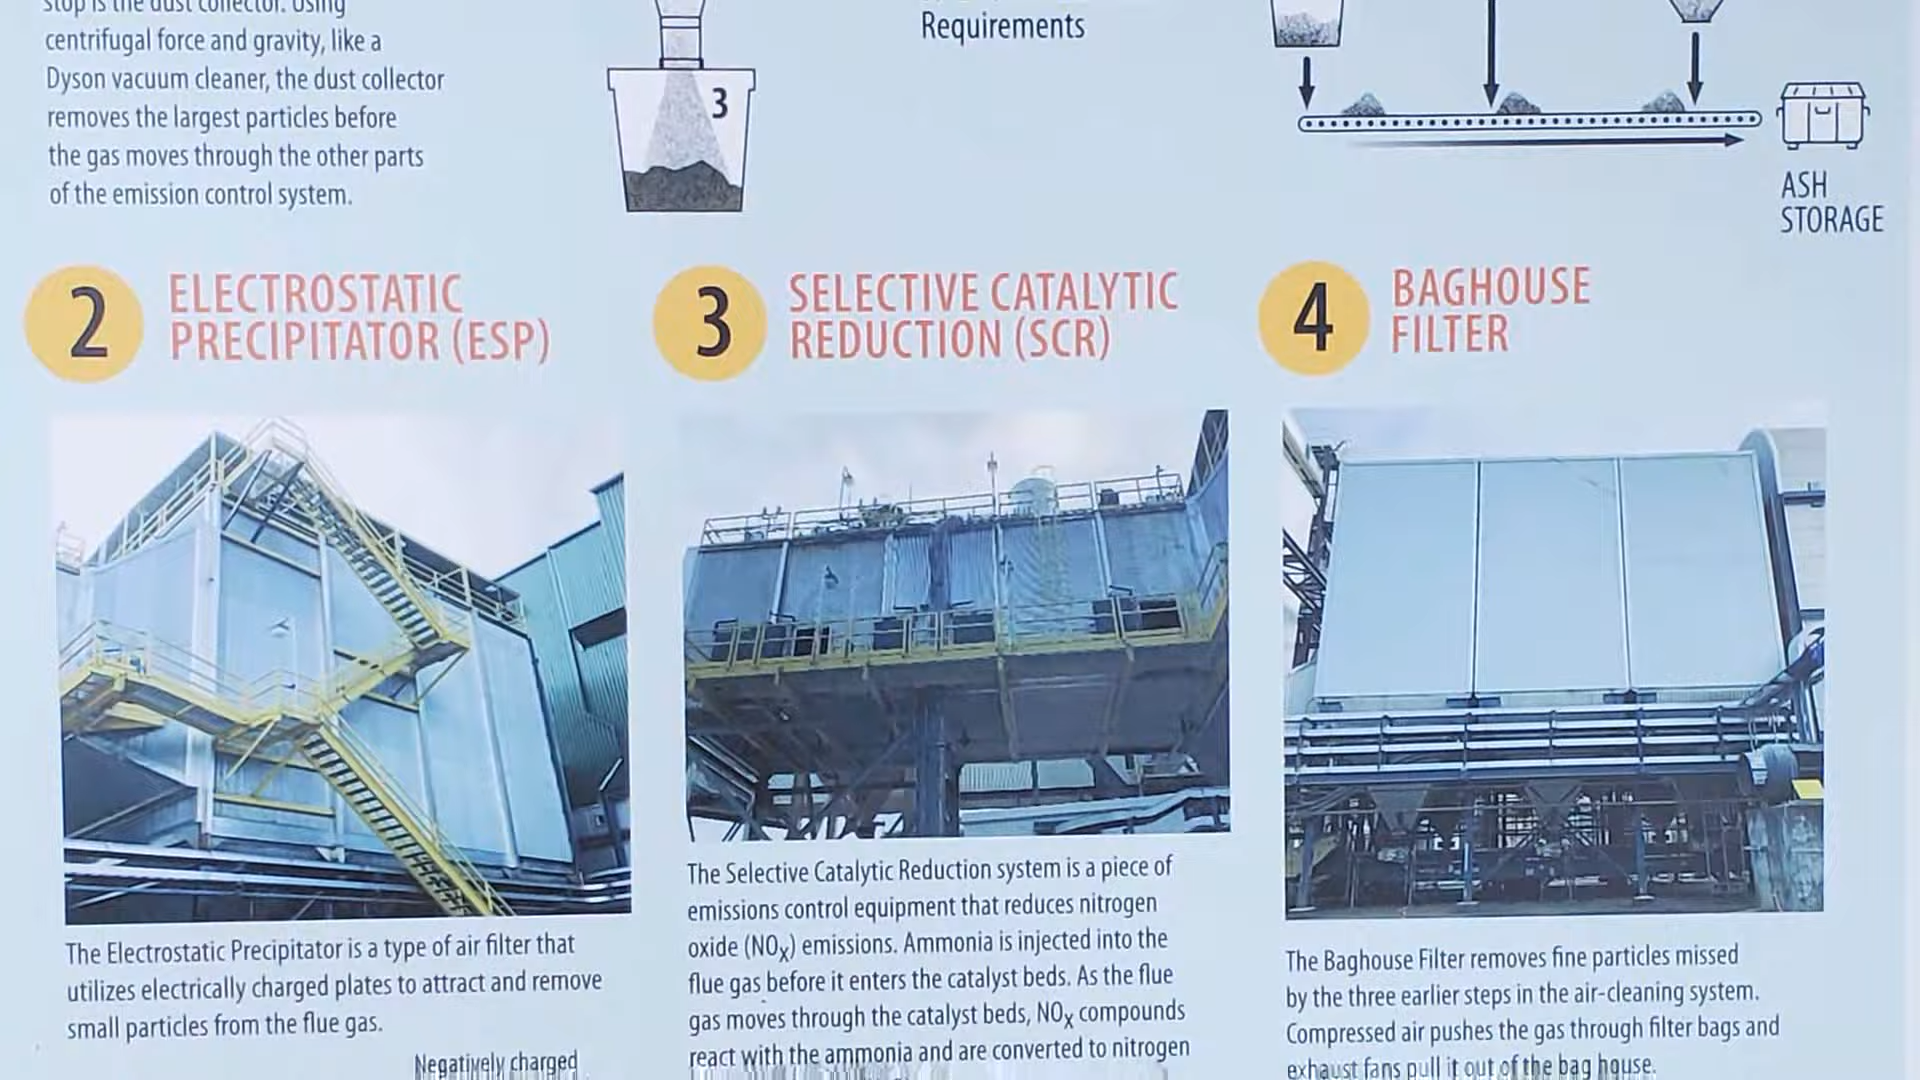 stop is the dust collector. Using
centrifugal force and gravity, like a
Dyson vacuum cleaner, the dust collector
removes the largest particles before
the gas moves through the other parts
of the emission control system.
3
Requirements
ASH
STORAGE
2
ELECTROSTATIC
PRECIPITATOR (ESP)
The Electrostatic Precipitator is a type of air filter that
utilizes electrically charged plates to attract and remove
small particles from the flue gas.
Negatively charged
3
SELECTIVE CATALYTIC
REDUCTION (SCR)
The Selective Catalytic Reduction system is a piece of
emissions control equipment that reduces nitrogen
oxide (NOx) emissions. Ammonia is injected into the
flue gas before it enters the catalyst beds. As the flue
gas moves through the catalyst beds, NOx compounds
react with the ammonia and are converted to nitrogen
4
BAGHOUSE
FILTER
The Baghouse Filter removes fine particles missed
by the three earlier steps in the air-cleaning system.
Compressed air pushes the gas through filter bags and
exhaust fans pull it out of the bag house.